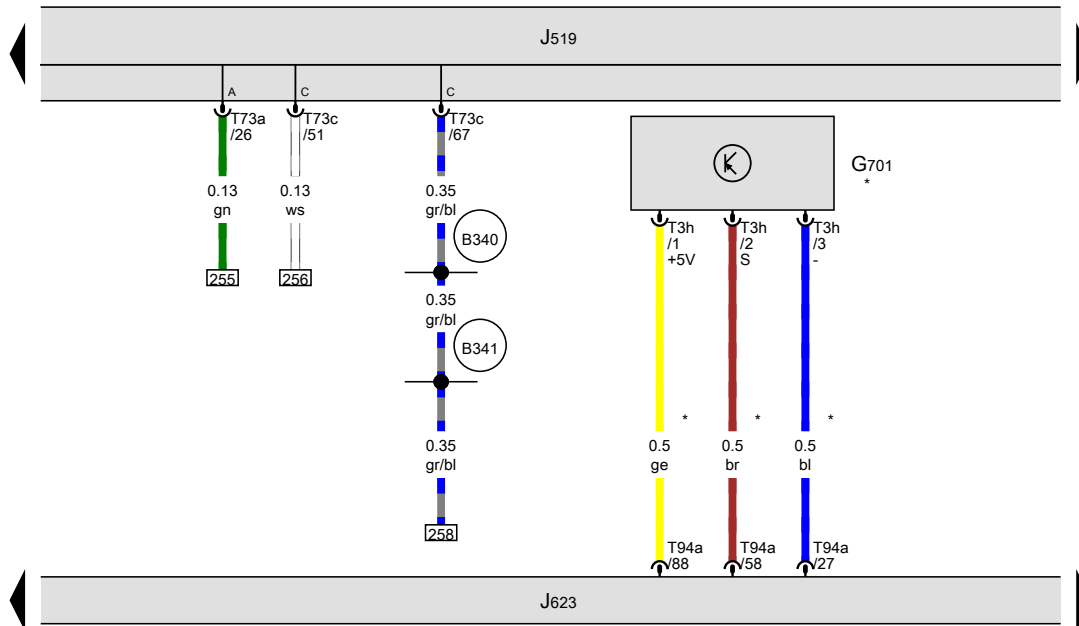 J519
A
C
C
T73a
/26
T73c
/51
T73c
/67
G701
*
0.13
gn
0.13
ws
0.35
gr/bl
T3h
/1
+5V
T3h
/2
S
T3h
/3
-
B340
255
256
0.35
gr/bl
B341
*
*
*
0.35
gr/bl
0.5
ge
0.5
br
0.5
bl
258
T94a
/88
T94a
/58
T94a
/27
J623